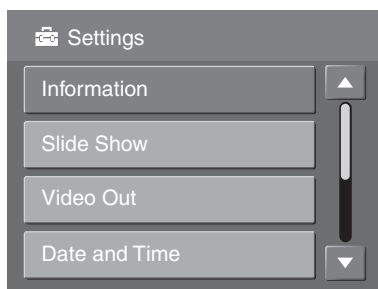 Settings
Information
Slide Show
Video Out
Date and Time